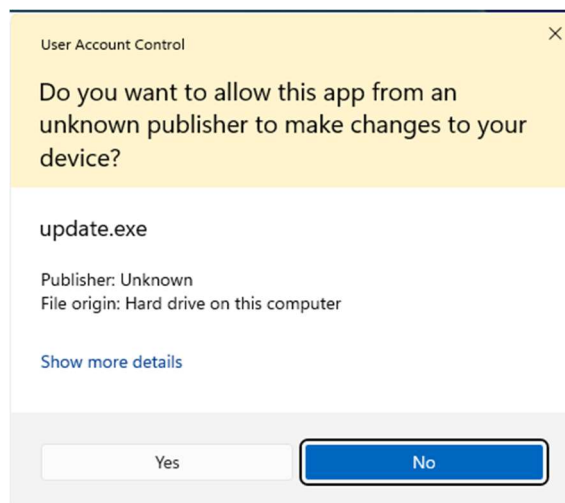 User Account Control
Do you want to allow this app from an
unknown publisher to make changes to your
device?
update.exe
Publisher: Unknown
File origin: Hard drive on this computer
Show more details
Yes
No